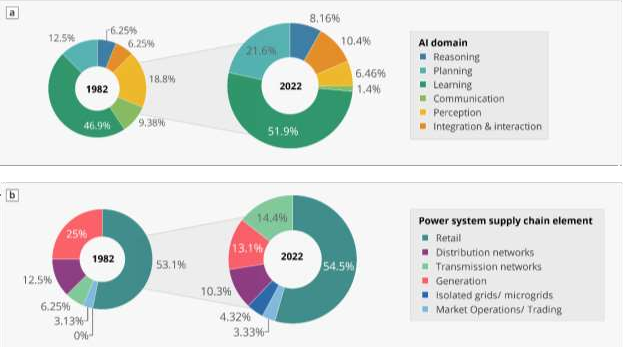 a
6.25%
6.25%
12.5%
18.8%
1982
46.9%
9.38%
8.16%
10.4%
21.6%
6.46%
1.4%
2022
51.9%
AI domain
Reasoning
Planning
Learning
Communication
Perception
Integration & interaction
b
25%
1982
53.1%
12.5%
6.25%
3.13%
0%
14.4%
13.1%
2022
54.5%
10.3%
4.32%
3.33%
Power system supply chain element
Retail
Distribution networks
Transmission networks
Generation
Isolated grids/ microgrids
Market Operations/ Trading